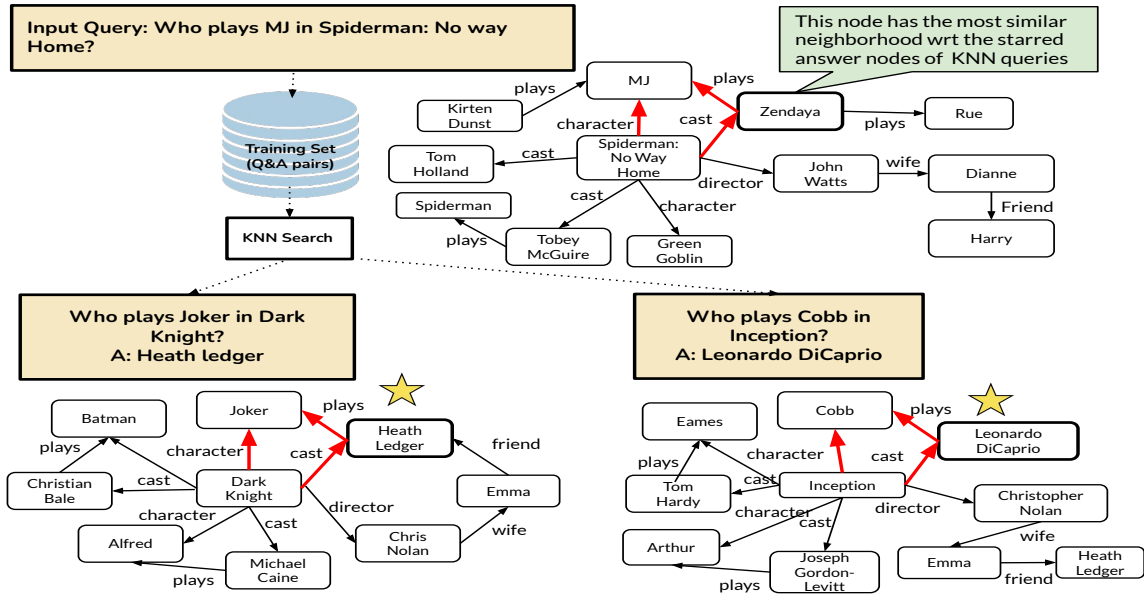 Input Query: Who plays MJ in Spiderman: No way
Home?
This node has the most similar
neighborhood wrt the starred
answer nodes of KNN queries
MJ
plays
plays
Kirten
Dunst
Zendaya
plays
Rue
character
cast
Training Set
(Q&A pairs)
Tom
Holland
cast
Spiderman:
No Way
Home
director
John
Watts
wife
Dianne
Friend
Harry
cast
character
Spiderman
plays
Tobey
McGuire
Green
Goblin
KNN Search
Who plays Joker in Dark
Knight?
A: Heath ledger
Who plays Cobb in
Inception?
A: Leonardo DiCaprio
Joker
plays
Batman
Heath
Ledger
friend
plays
character
cast
Christian
Bale
cast
Dark
Knight
Emma
director
character
cast
wife
Alfred
Chris
Nolan
plays
Michael
Caine
Cobb
plays
Eames
Leonardo
DiCaprio
plays
character
cast
cast
Tom
Hardy
Inception
Christopher
Nolan
character
cast
director
wife
Arthur
plays
Joseph
Gordon-
Levitt
Emma
friend
Heath
Ledger